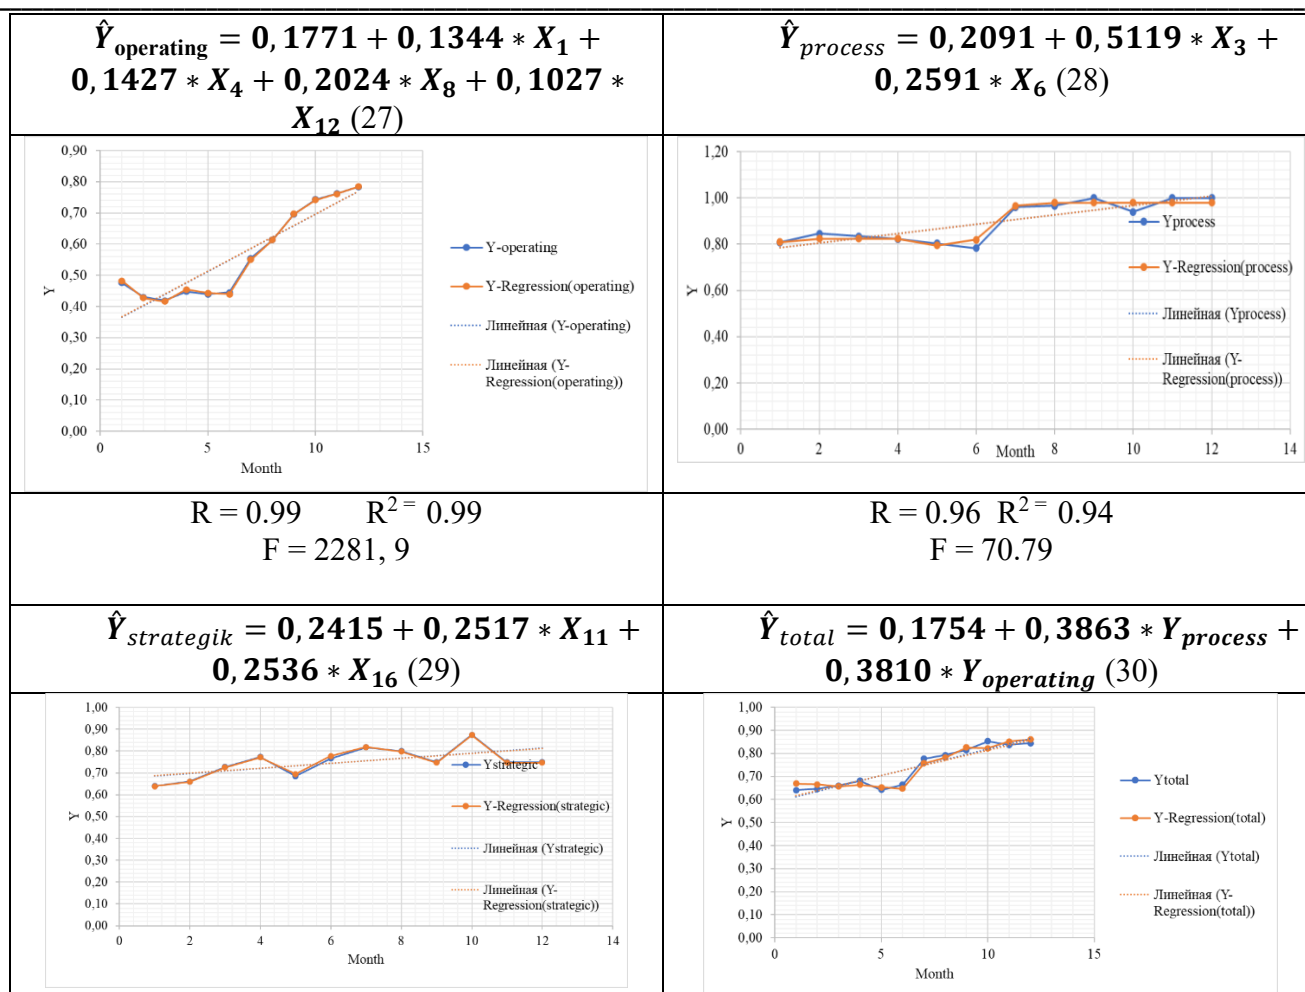 Ŷoperating = 0,1771 + 0,1344 * X1 +
0,1427 * X4 + 0,2024 * X8 + 0,1027 *
X12 (27)
Ŷprocess = 0,2091 + 0,5119 * X3 +
0,2591 * X6 (28)
0,90
0,80
0,70
0,60
0,50
0,40
0,30
0,20
0,10
0,00
Y
0 5 10 15
Month
Y-operating
Y-Regression(operating)
Линейная (Y-operating)
Линейная (Y-
Regression(operating))
1,20
1,00
0,80
0,60
0,40
0,20
0,00
Y
0 2 4 6 8 10 12 14
Month
Yprocess
Y-Regression(process)
Линейная (Yprocess)
Линейная (Y-
Regression(process))
R = 0.99 R2 = 0.99
F = 2281, 9
R = 0.96 R2 = 0.94
F = 70.79
Ŷstrategik = 0,2415 + 0,2517 * X11 +
0,2536 * X16 (29)
Ŷtotal = 0,1754 + 0,3863 * Yprocess +
0,3810 * Yoperating (30)
1,00
0,90
0,80
0,70
0,60
0,50
0,40
0,30
0,20
0,10
0,00
Y
0 2 4 6 8 10 12 14
Month
Ystrategic
Y-Regression(strategic)
Линейная (Ystrategic)
Линейная (Y-
Regression(strategic))
1,00
0,90
0,80
0,70
0,60
0,50
0,40
0,30
0,20
0,10
0,00
Y
0 5 10 15
Month
Ytotal
Y-Regression(total)
Линейная (Ytotal)
Линейная (Y-
Regression(total))